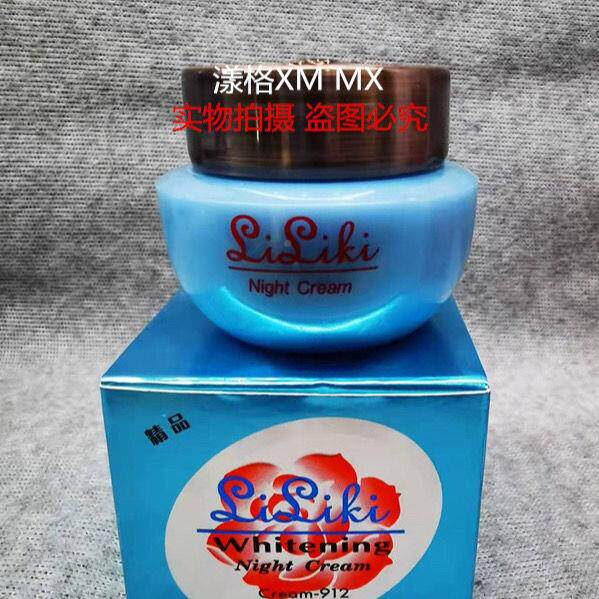 漾格XM MX
实物拍摄 盗图必究
LiLiki
Night Cream
精品
LiLiki
Whitening
Night Cream
Cream-912